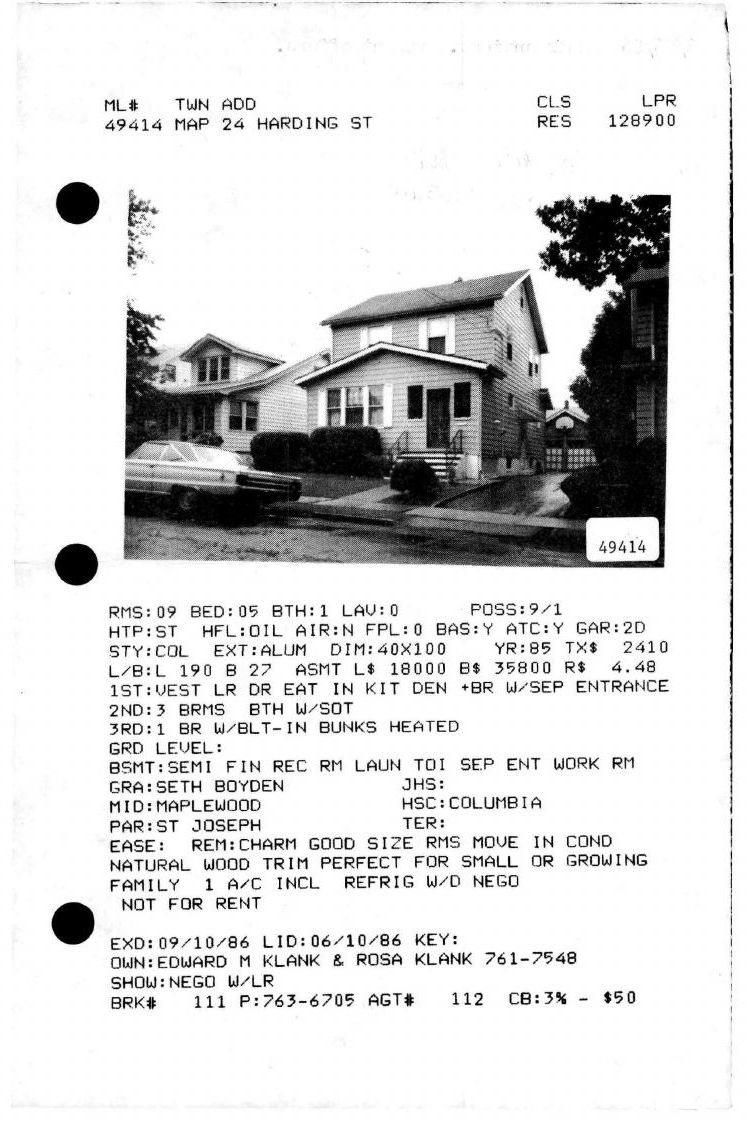 ML# TWN ADD CLS LPR
49414 MAP 24 HARDING ST RES 128900
49414
RMS:09 BED:05 BTH:1 LAV:0 POSS:9/1
HTP:ST HFL:OIL AIR:N FPL:0 BAS:Y ATC:Y GAR:2D
STY:COL EXT:ALUM DIM:40X100 YR:85 TX$ 2410
L/B:L 190 B 27 ASMT L$ 18000 B$ 35800 R$ 4.48
1ST:VEST LR DR EAT IN KIT DEN +BR W/SEP ENTRANCE
2ND:3 BRMS BTH W/SOT
3RD:1 BR W/BLT-IN BUNKS HEATED
GRD LEVEL:
BSMT:SEMI FIN REC RM LAUN TOI SEP ENT WORK RM
GRA:SETH BOYDEN JHS:
MID:MAPLEWOOD HSC:COLUMBIA
PAR:ST JOSEPH TER:
EASE: REM:CHARM GOOD SIZE RMS MOVE IN COND
NATURAL WOOD TRIM PERFECT FOR SMALL OR GROWING
FAMILY 1 A/C INCL REFRIG W/D NEGO
NOT FOR RENT
EXD:09/10/86 LID:06/10/86 KEY:
OWN:EDWARD M KLANK & ROSA KLANK 761-7548
SHOW:NEGO W/LR
BRK# 111 P:763-6705 AGT# 112 CB:3% - $50